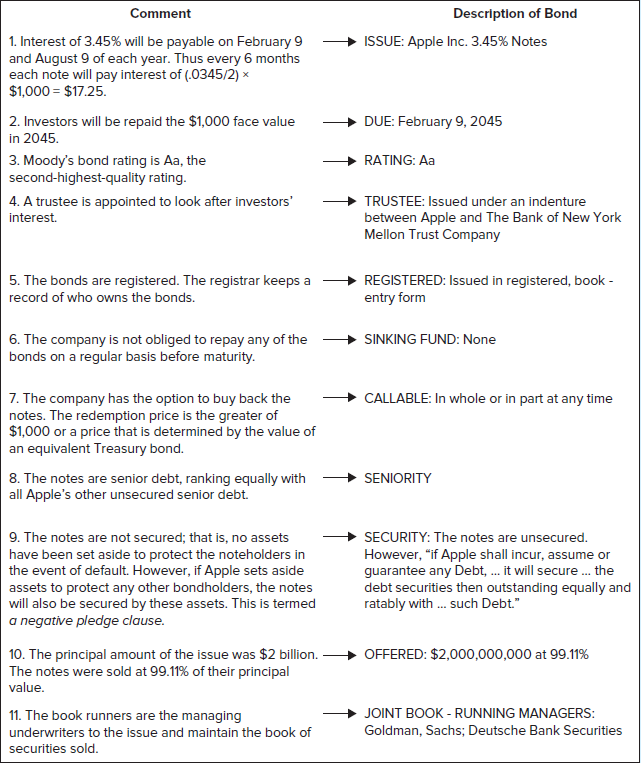 Comment
Description of Bond
1. Interest of 3.45% will be payable on February 9
and August 9 of each year. Thus every 6 months
each note will pay interest of (.0345/2) ×
$1,000 = $17.25.
ISSUE: Apple Inc. 3.45% Notes
2. Investors will be repaid the $1,000 face value
in 2045.
DUE: February 9, 2045
3. Moody's bond rating is Aa, the
second-highest-quality rating.
RATING: Aa
4. A trustee is appointed to look after investors'
interest.
TRUSTEE: Issued under an indenture
between Apple and The Bank of New York
Mellon Trust Company
5. The bonds are registered. The registrar keeps a
record of who owns the bonds.
REGISTERED: Issued in registered, book -
entry form
6. The company is not obliged to repay any of the
bonds on a regular basis before maturity.
SINKING FUND: None
7. The company has the option to buy back the
notes. The redemption price is the greater of
$1,000 or a price that is determined by the value of
an equivalent Treasury bond.
CALLABLE: In whole or in part at any time
8. The notes are senior debt, ranking equally with
all Apple's other unsecured senior debt.
SENIORITY
9. The notes are not secured; that is, no assets
have been set aside to protect the noteholders in
the event of default. However, if Apple sets aside
assets to protect any other bondholders, the notes
will also be secured by these assets. This is termed
a negative pledge clause.
SECURITY: The notes are unsecured.
However, “if Apple shall incur, assume or
guarantee any Debt, ... it will secure ... the
debt securities then outstanding equally and
ratably with ... such Debt.”
10. The principal amount of the issue was $2 billion.
The notes were sold at 99.11% of their principal
value.
OFFERED: $2,000,000,000 at 99.11%
11. The book runners are the managing
underwriters to the issue and maintain the book of
securities sold.
JOINT BOOK - RUNNING MANAGERS:
Goldman, Sachs; Deutsche Bank Securities